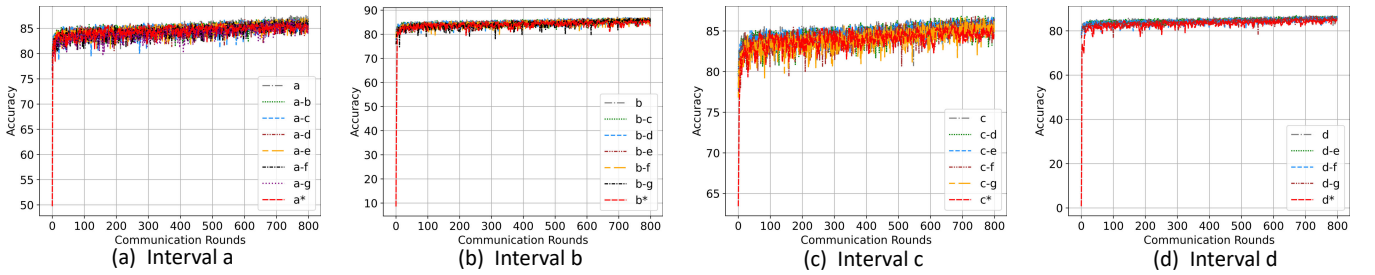 Accuracy
85
80
75
70
65
60
55
50
0 100 200 300 400 500 600 700 800
Communication Rounds
a
a-b
a-c
a-d
a-e
a-f
a-g
a*
(a) Interval a
Accuracy
90
80
70
60
50
40
30
20
10
0 100 200 300 400 500 600 700 800
Communication Rounds
b
b-c
b-d
b-e
b-f
b-g
b*
(b) Interval b
Accuracy
85
80
75
70
65
0 100 200 300 400 500 600 700 800
Communication Rounds
c
c-d
c-e
c-f
c-g
c*
(c) Interval c
Accuracy
80
60
40
20
0
0 100 200 300 400 500 600 700 800
Communication Rounds
d
d-e
d-f
d-g
d*
(d) Interval d